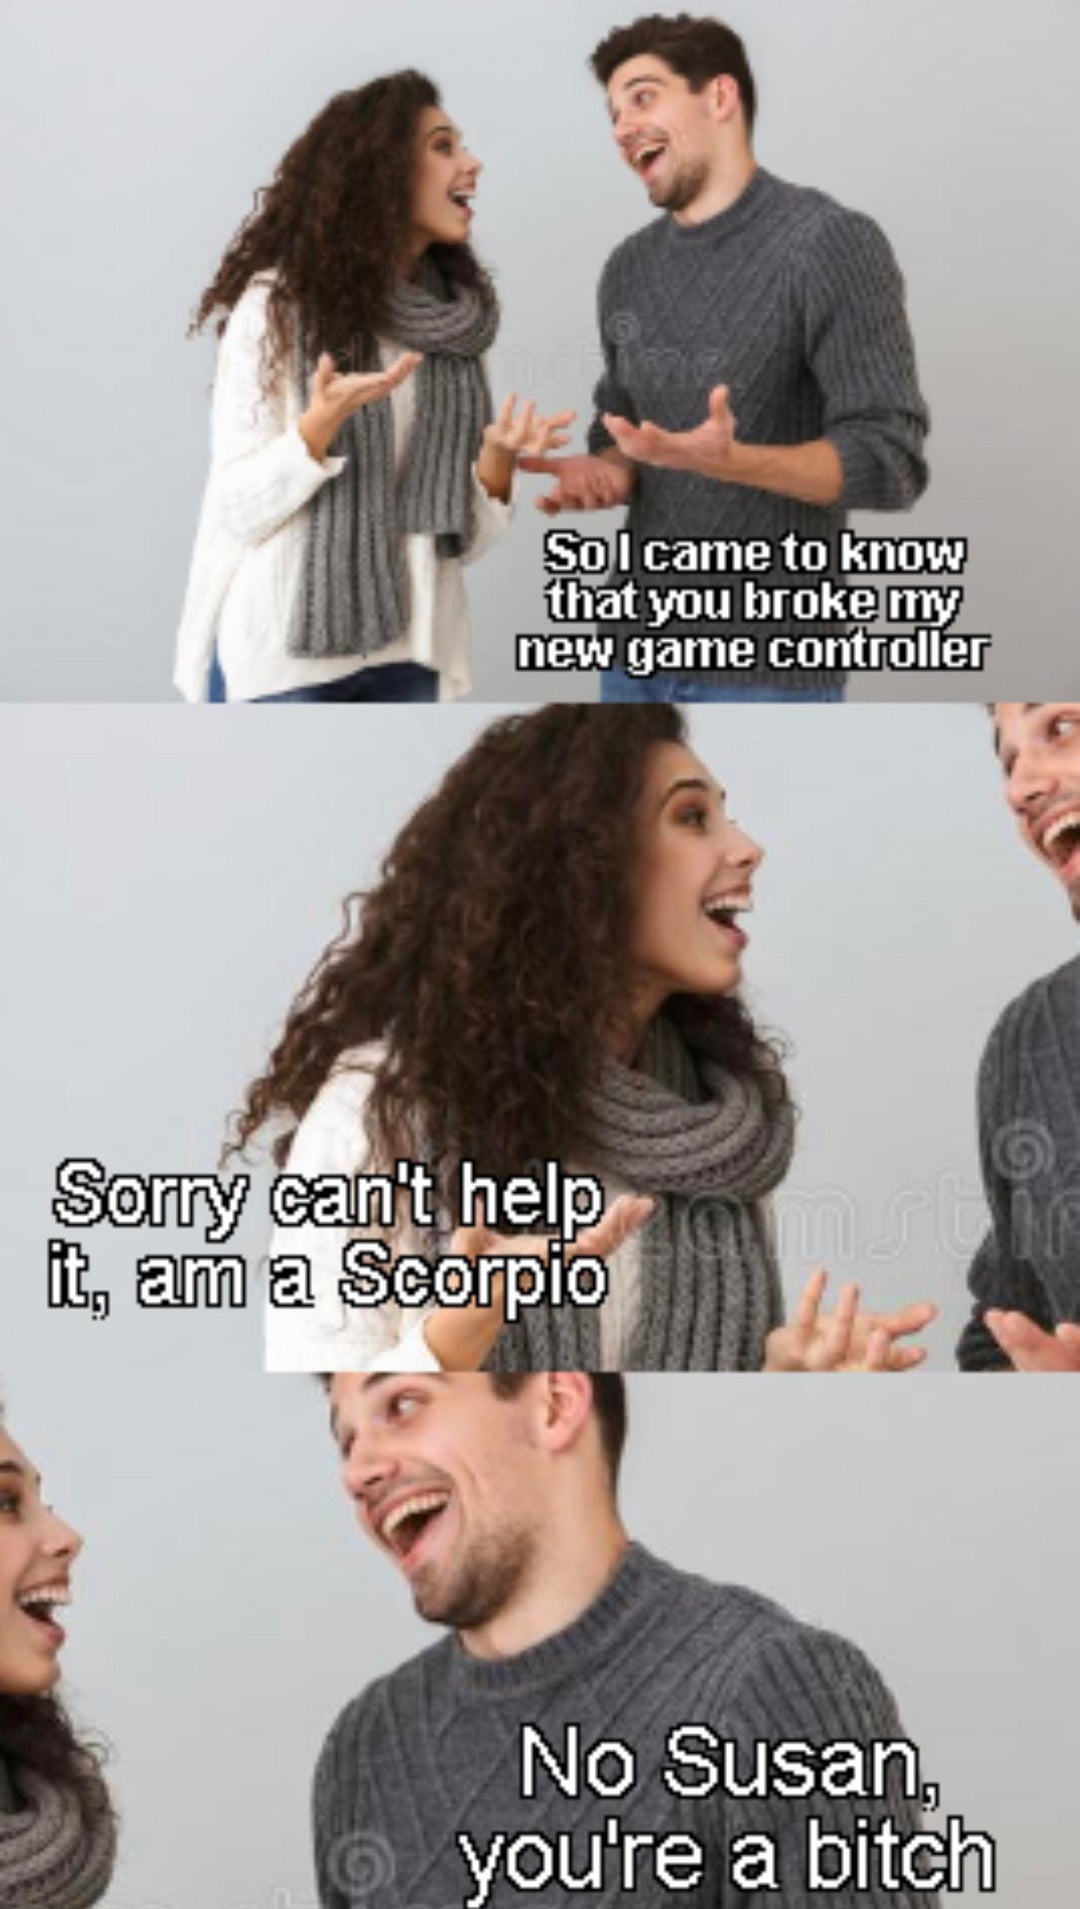 So I came to know
that you broke my
new game controller
Sorry can't help
it, am a Scorpio
No Susan,
you're a bitch